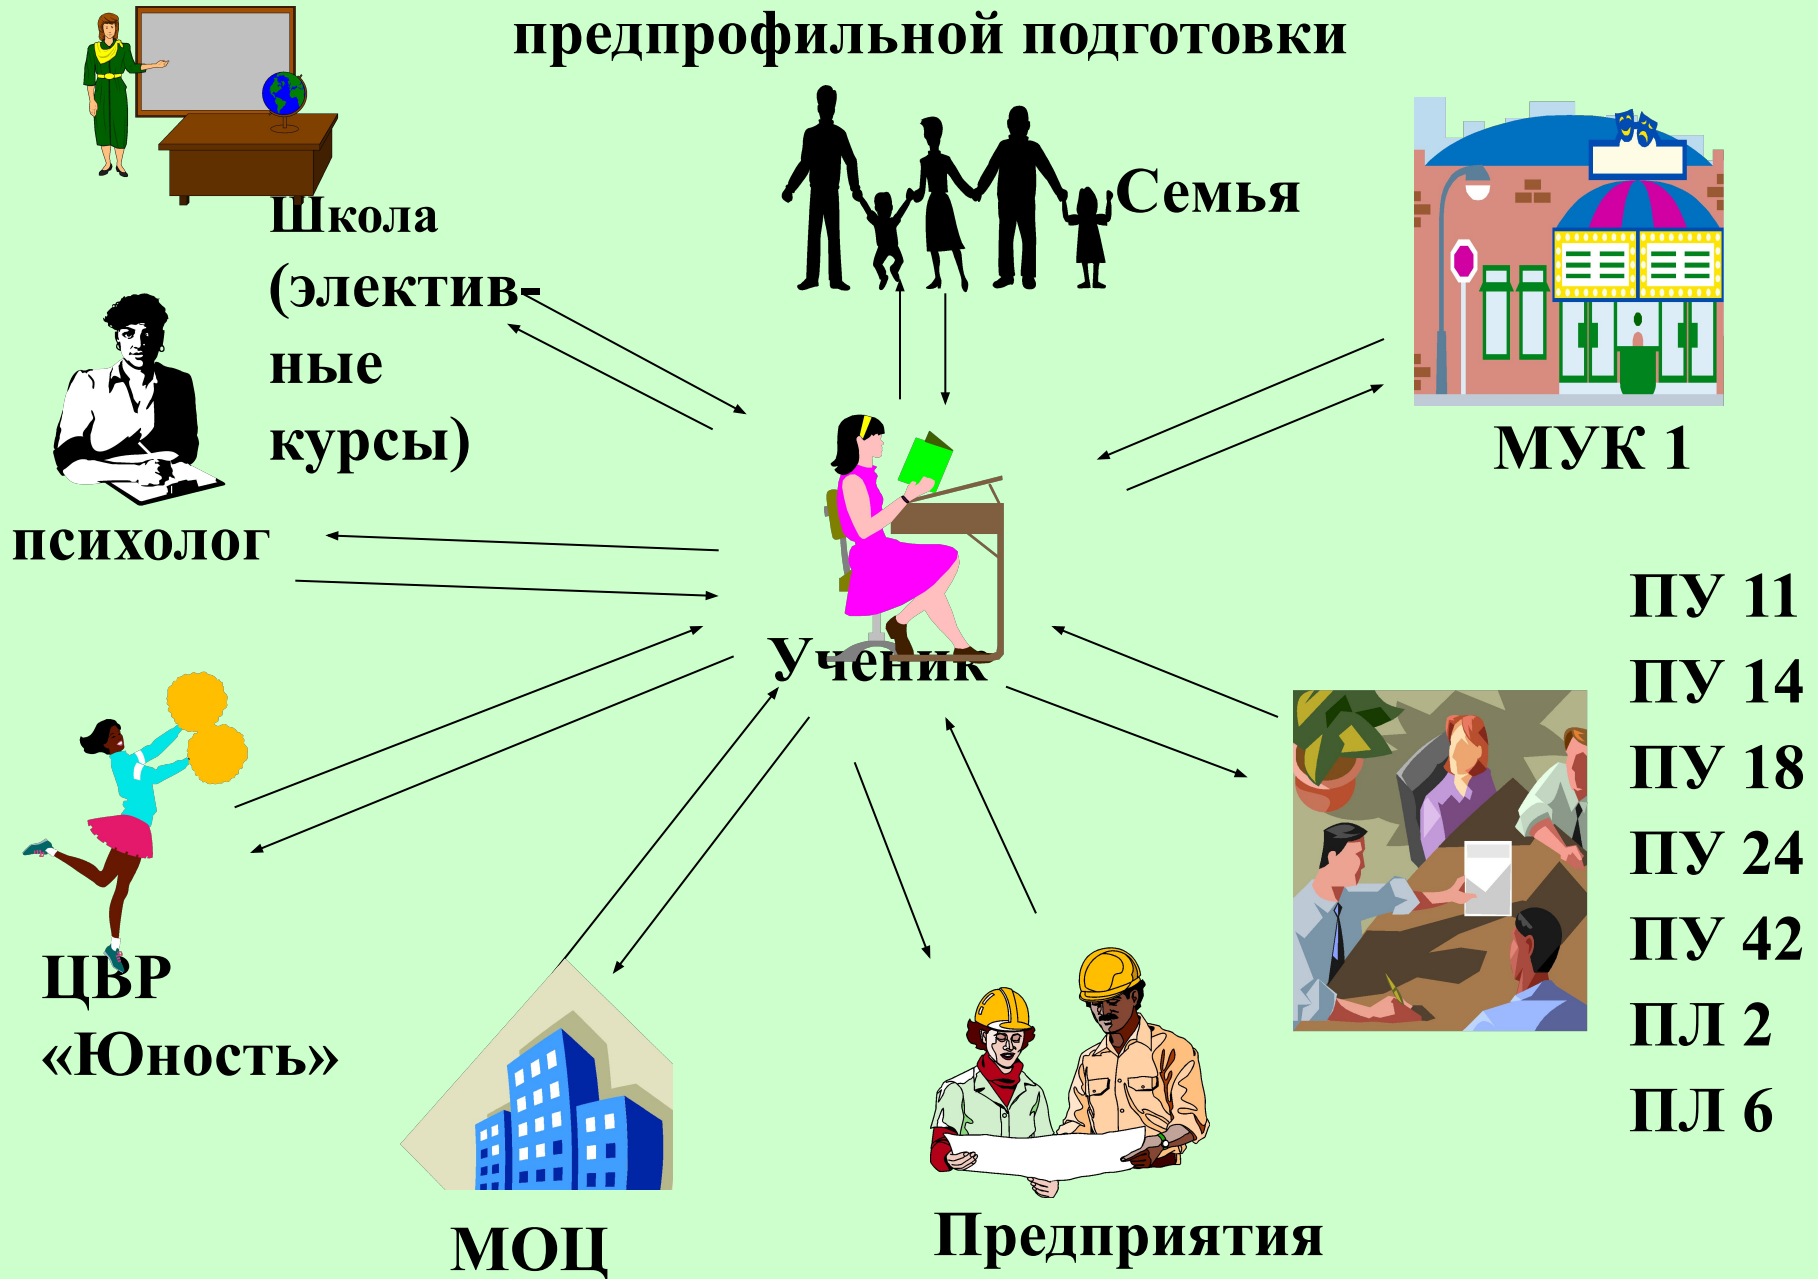 предпрофильной подготовки
Школа
(электив-
ные
курсы)
Семья
МУК 1
психолог
Ученик
ПУ 11
ПУ 14
ПУ 18
ПУ 24
ПУ 42
ПЛ 2
ПЛ 6
ЦВР
«Юность»
МОЦ
Предприятия